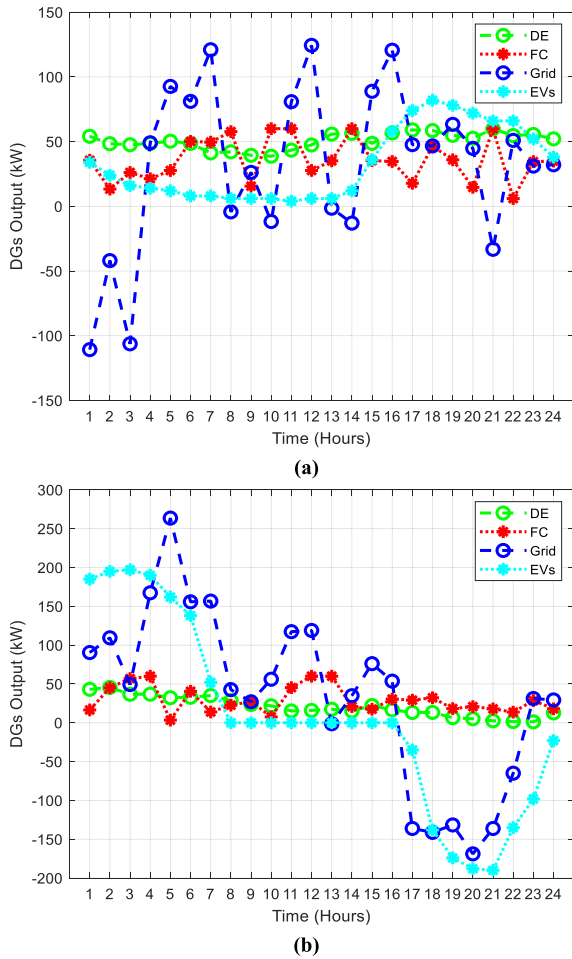 150
100
50
0
-50
-100
-150
DGs Output (kW)
DE
FC
Grid
EVs
1 2 3 4 5 6 7 8 9 10 11 12 13 14 15 16 17 18 19 20 21 22 23 24
Time (Hours)
(a)
300
250
200
150
100
50
0
-50
-100
-150
-200
DGs Output (kW)
DE
FC
Grid
EVs
1 2 3 4 5 6 7 8 9 10 11 12 13 14 15 16 17 18 19 20 21 22 23 24
Time (Hours)
(b)